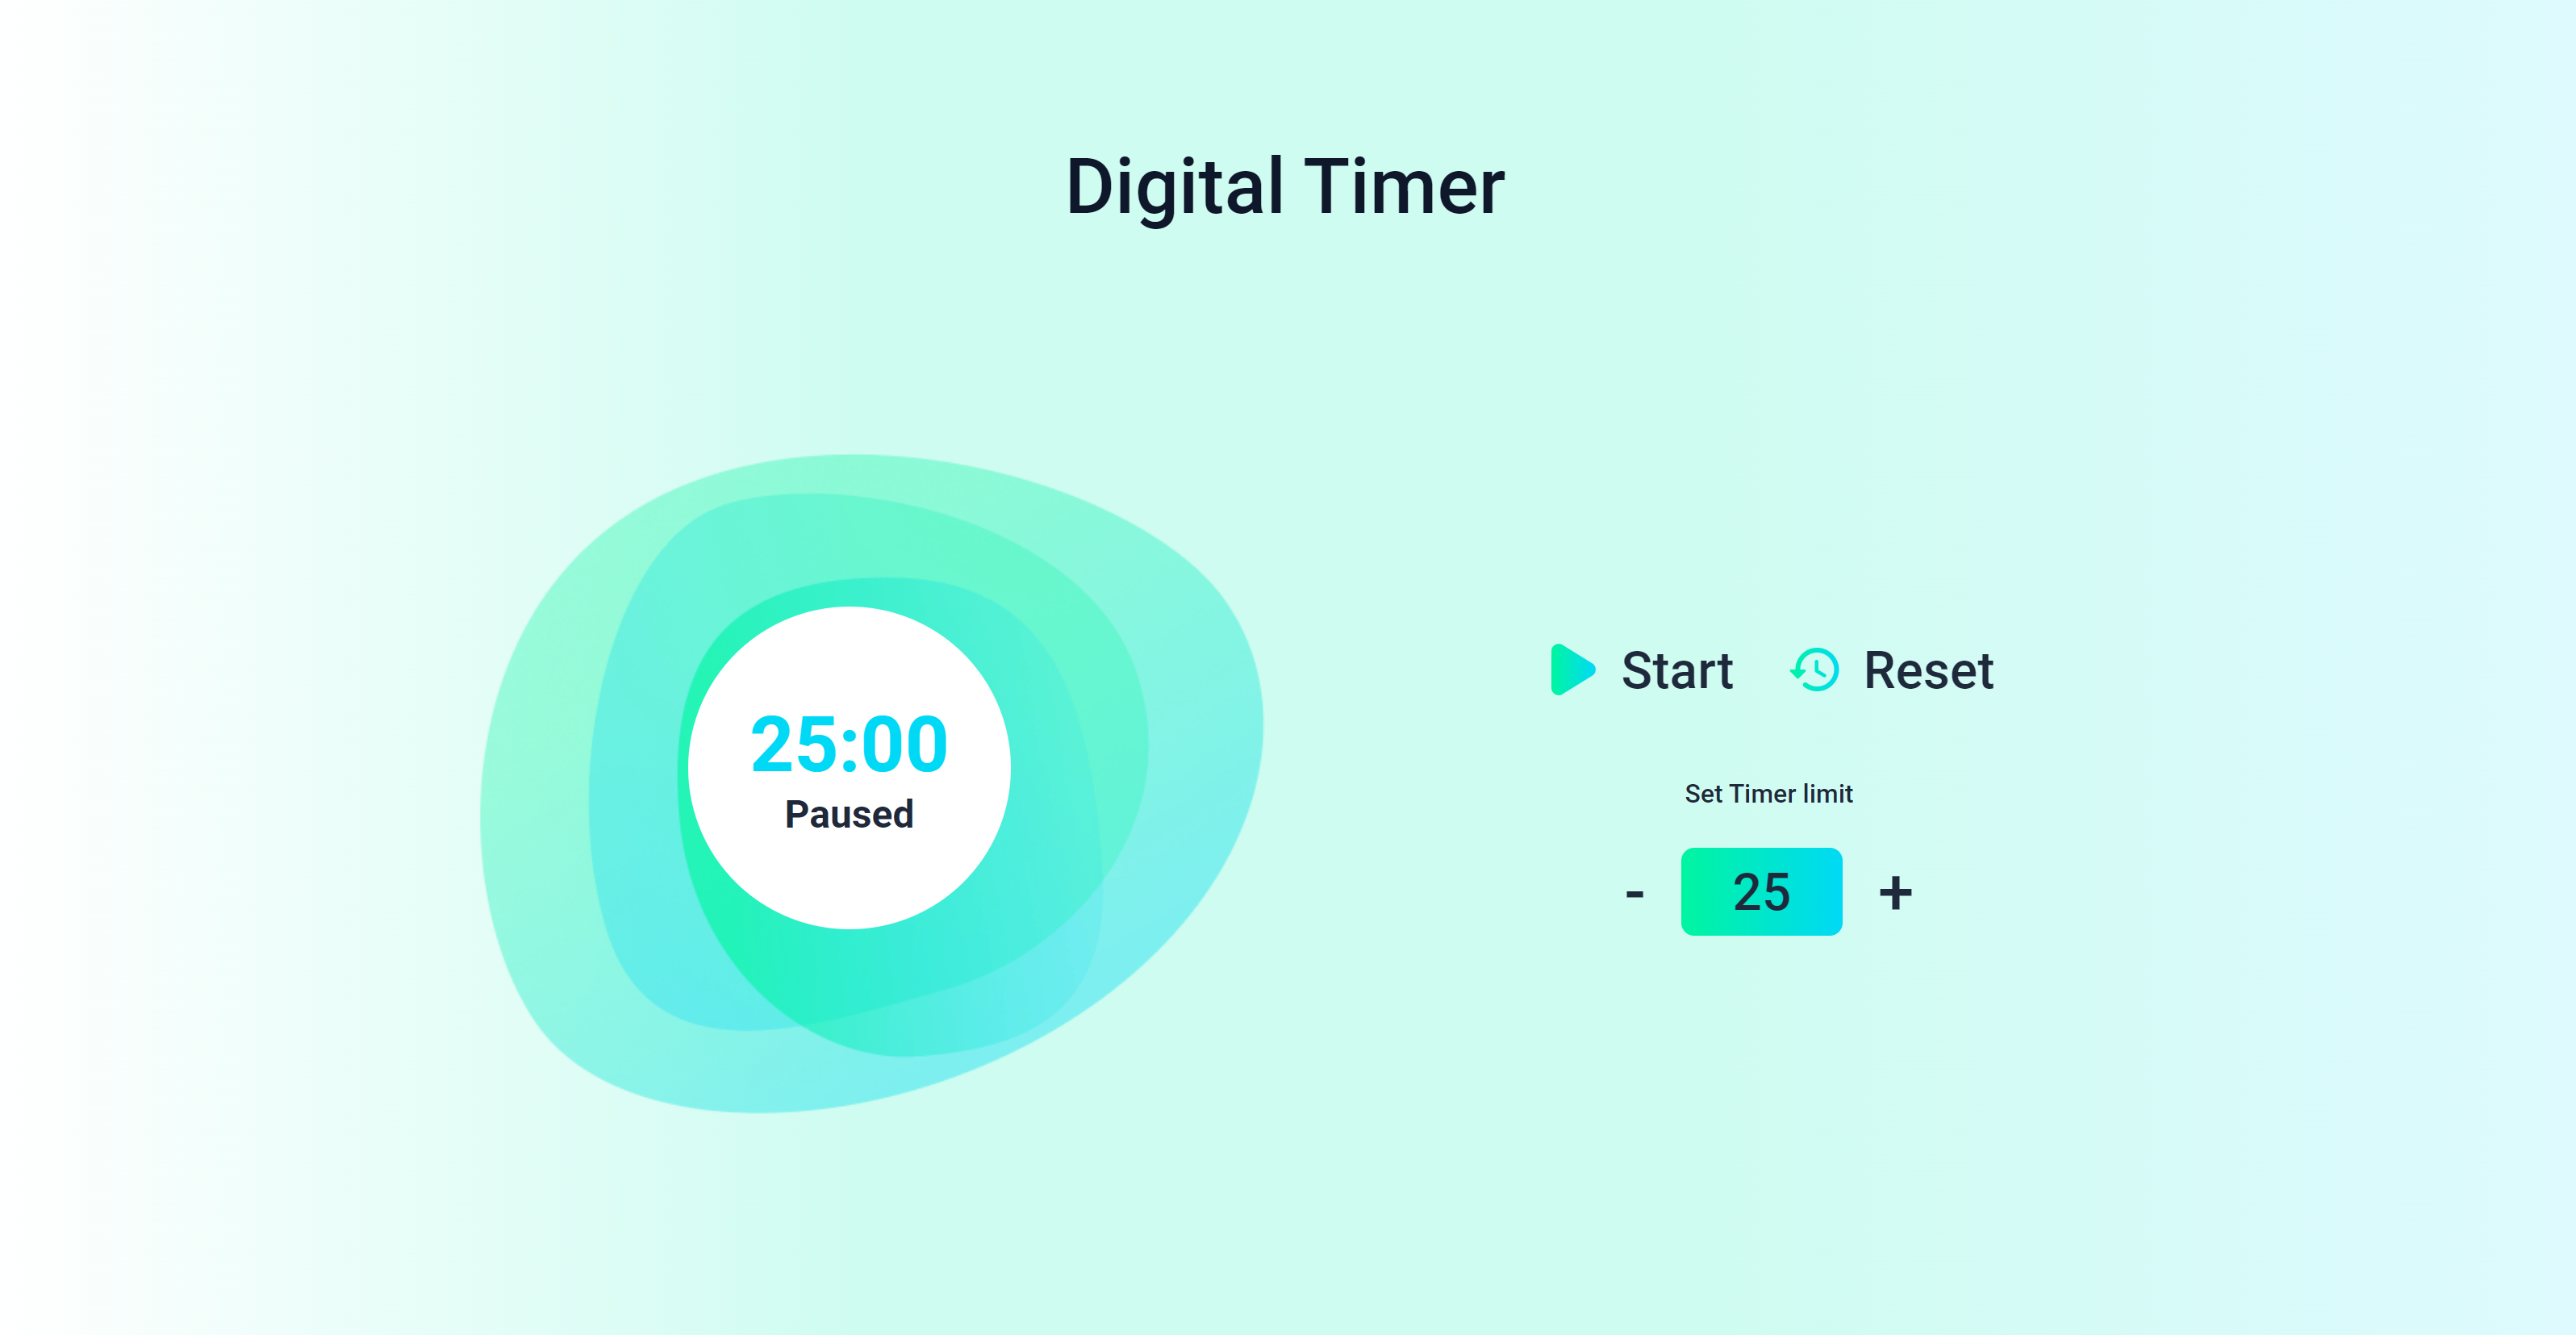 Digital Timer
25:00
Paused
Start Reset
Set Timer limit
- 25 +